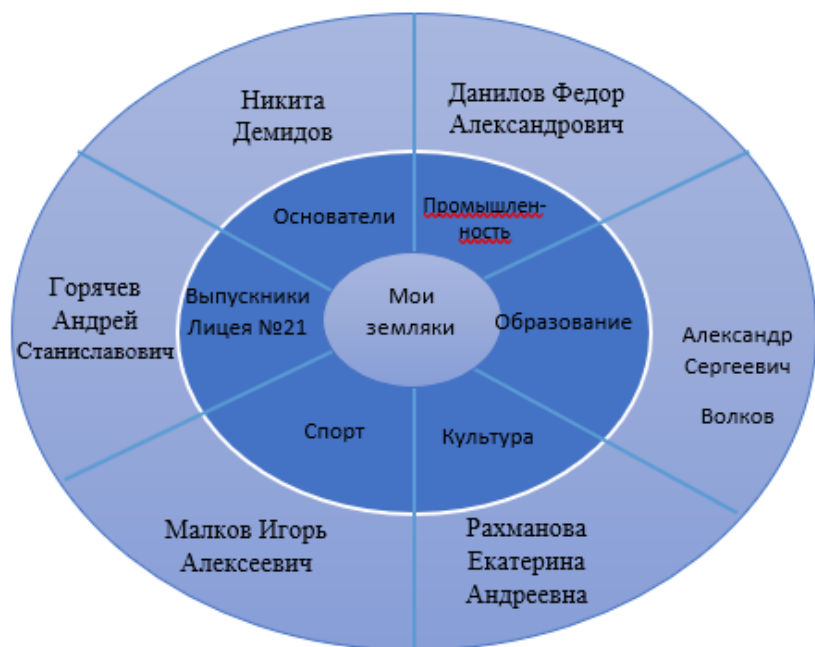 Никита
Демидов
Данилов Федор
Александрович
Основатели
Промышлен-
ность
Горячев
Андрей
Станиславович
Выпускники
Лицея №21
Мои
земляки
Образование
Александр
Сергеевич
Волков
Спорт
Культура
Малков Игорь
Алексеевич
Рахманова
Екатерина
Андреевна